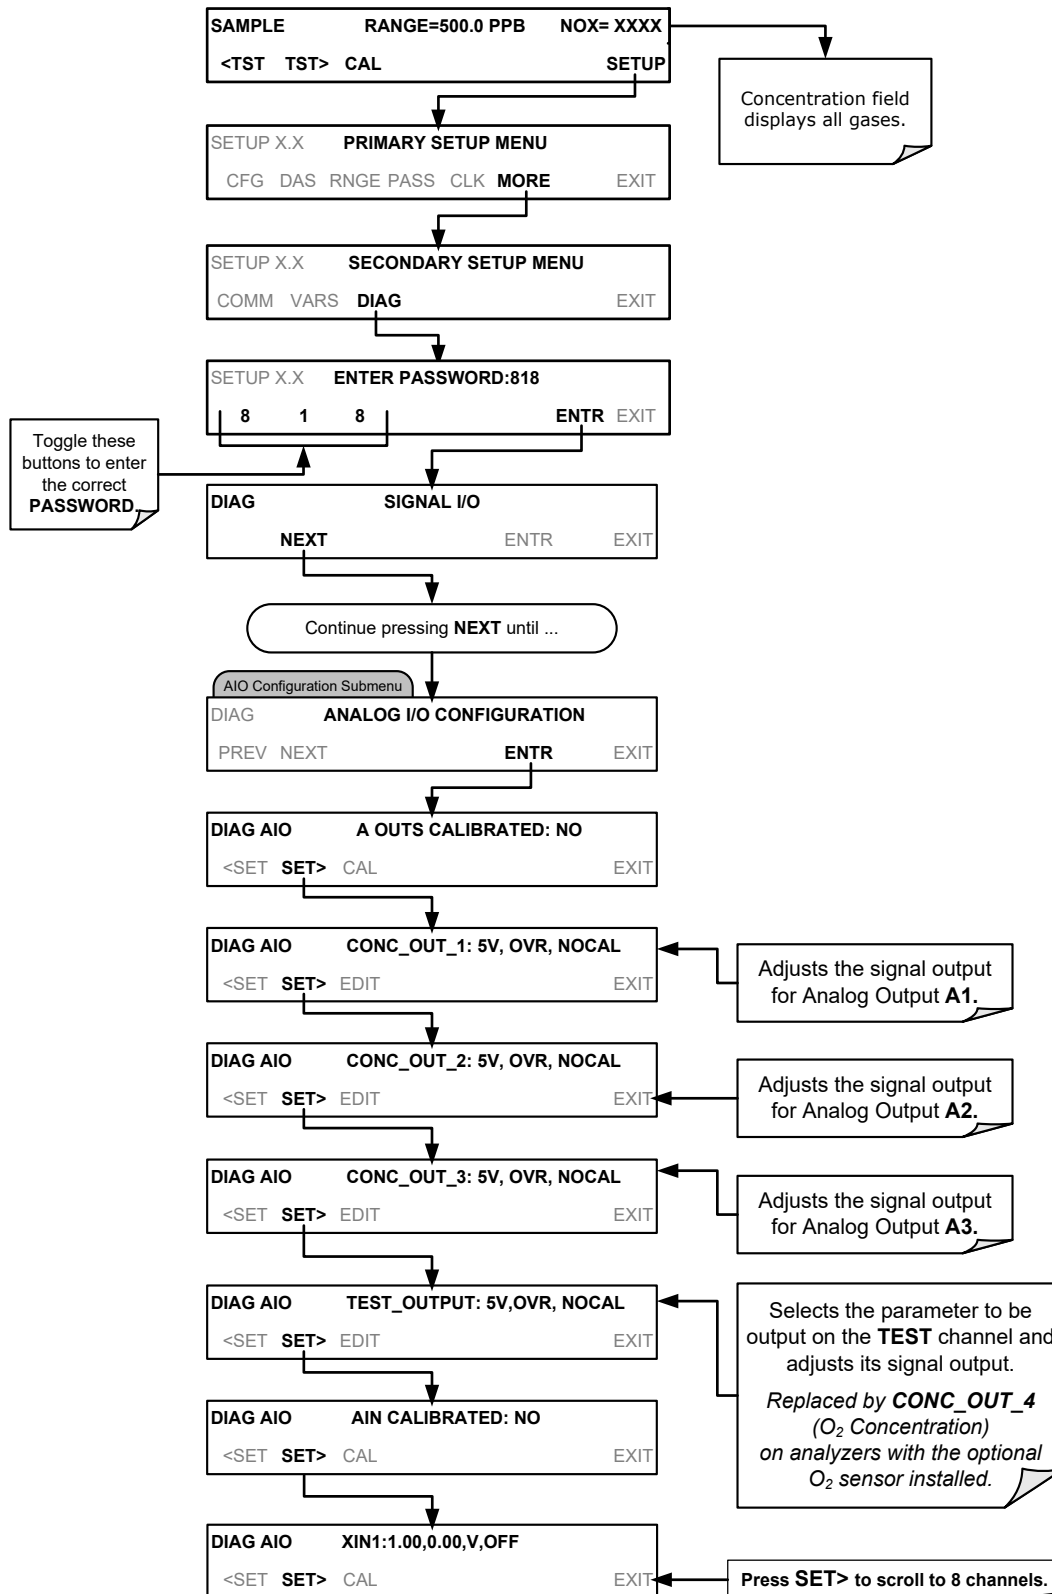 SAMPLE RANGE=500.0 PPB NOX= XXXX
<TST TST> CAL SETUP
Concentration field
displays all gases.
SETUP X.X PRIMARY SETUP MENU
CFG DAS RNGE PASS CLK MORE EXIT
SETUP X.X SECONDARY SETUP MENU
COMM VARS DIAG EXIT
SETUP X.X ENTER PASSWORD:818
8 1 8 ENTR EXIT
Toggle these
buttons to enter
the correct
PASSWORD.
DIAG SIGNAL I/O
NEXT ENTR EXIT
Continue pressing NEXT until ...
AIO Configuration Submenu
DIAG ANALOG I/O CONFIGURATION
PREV NEXT ENTR EXIT
DIAG AIO A OUTS CALIBRATED: NO
<SET SET> CAL EXIT
DIAG AIO CONC_OUT_1: 5V, OVR, NOCAL
<SET SET> EDIT EXIT
Adjusts the signal output
for Analog Output A1.
DIAG AIO CONC_OUT_2: 5V, OVR, NOCAL
<SET SET> EDIT EXIT
Adjusts the signal output
for Analog Output A2.
DIAG AIO CONC_OUT_3: 5V, OVR, NOCAL
<SET SET> EDIT EXIT
Adjusts the signal output
for Analog Output A3.
DIAG AIO TEST_OUTPUT: 5V,OVR, NOCAL
<SET SET> EDIT EXIT
Selects the parameter to be
output on the TEST channel and
adjusts its signal output.
Replaced by CONC_OUT_4
(O₂ Concentration)
on analyzers with the optional
O₂ sensor installed.
DIAG AIO AIN CALIBRATED: NO
<SET SET> CAL EXIT
DIAG AIO XIN1:1.00,0.00,V,OFF
<SET SET> CAL EXIT
Press SET> to scroll to 8 channels.